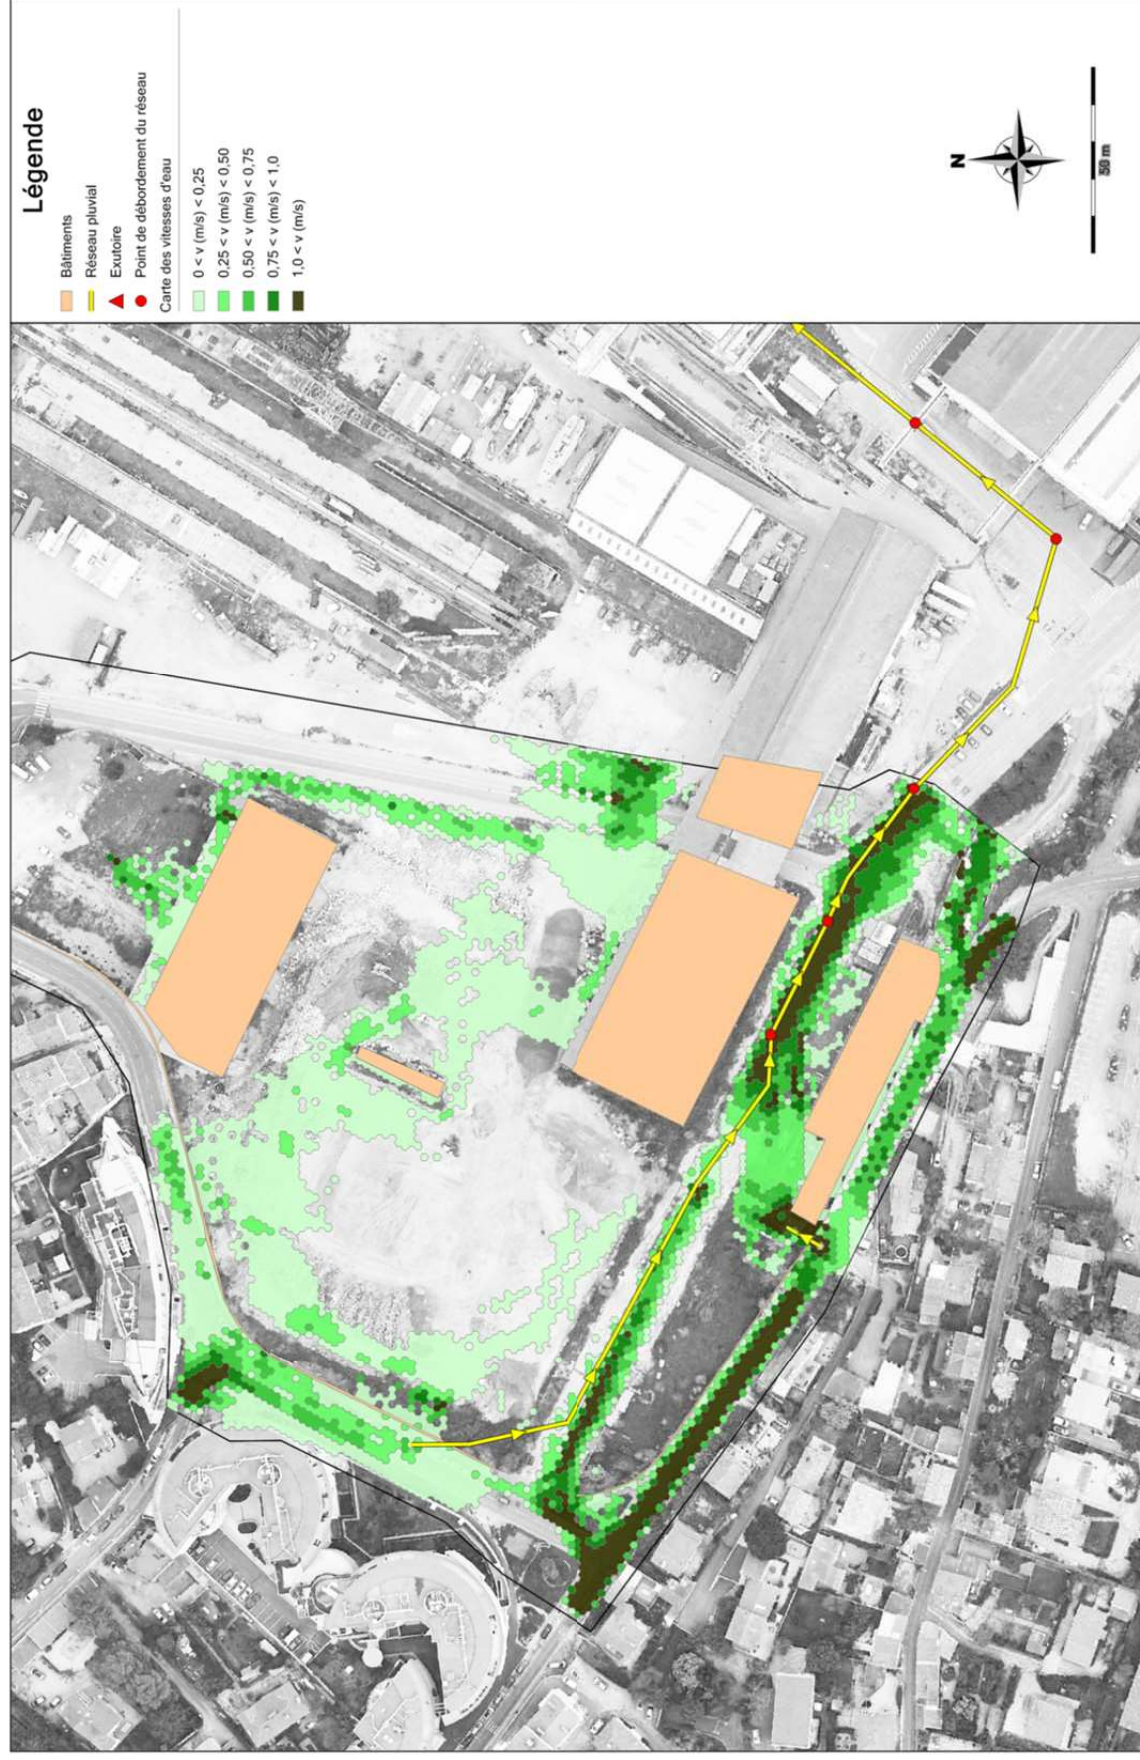 Légende
Bâtiments
Réseau pluvial
Exutoire
Point de débordement du réseau
Carte des vitesses d'eau
0 < v (m/s) < 0,25
0,25 < v (m/s) < 0,50
0,50 < v (m/s) < 0,75
0,75 < v (m/s) < 1,0
1,0 < v (m/s)
N
50 m